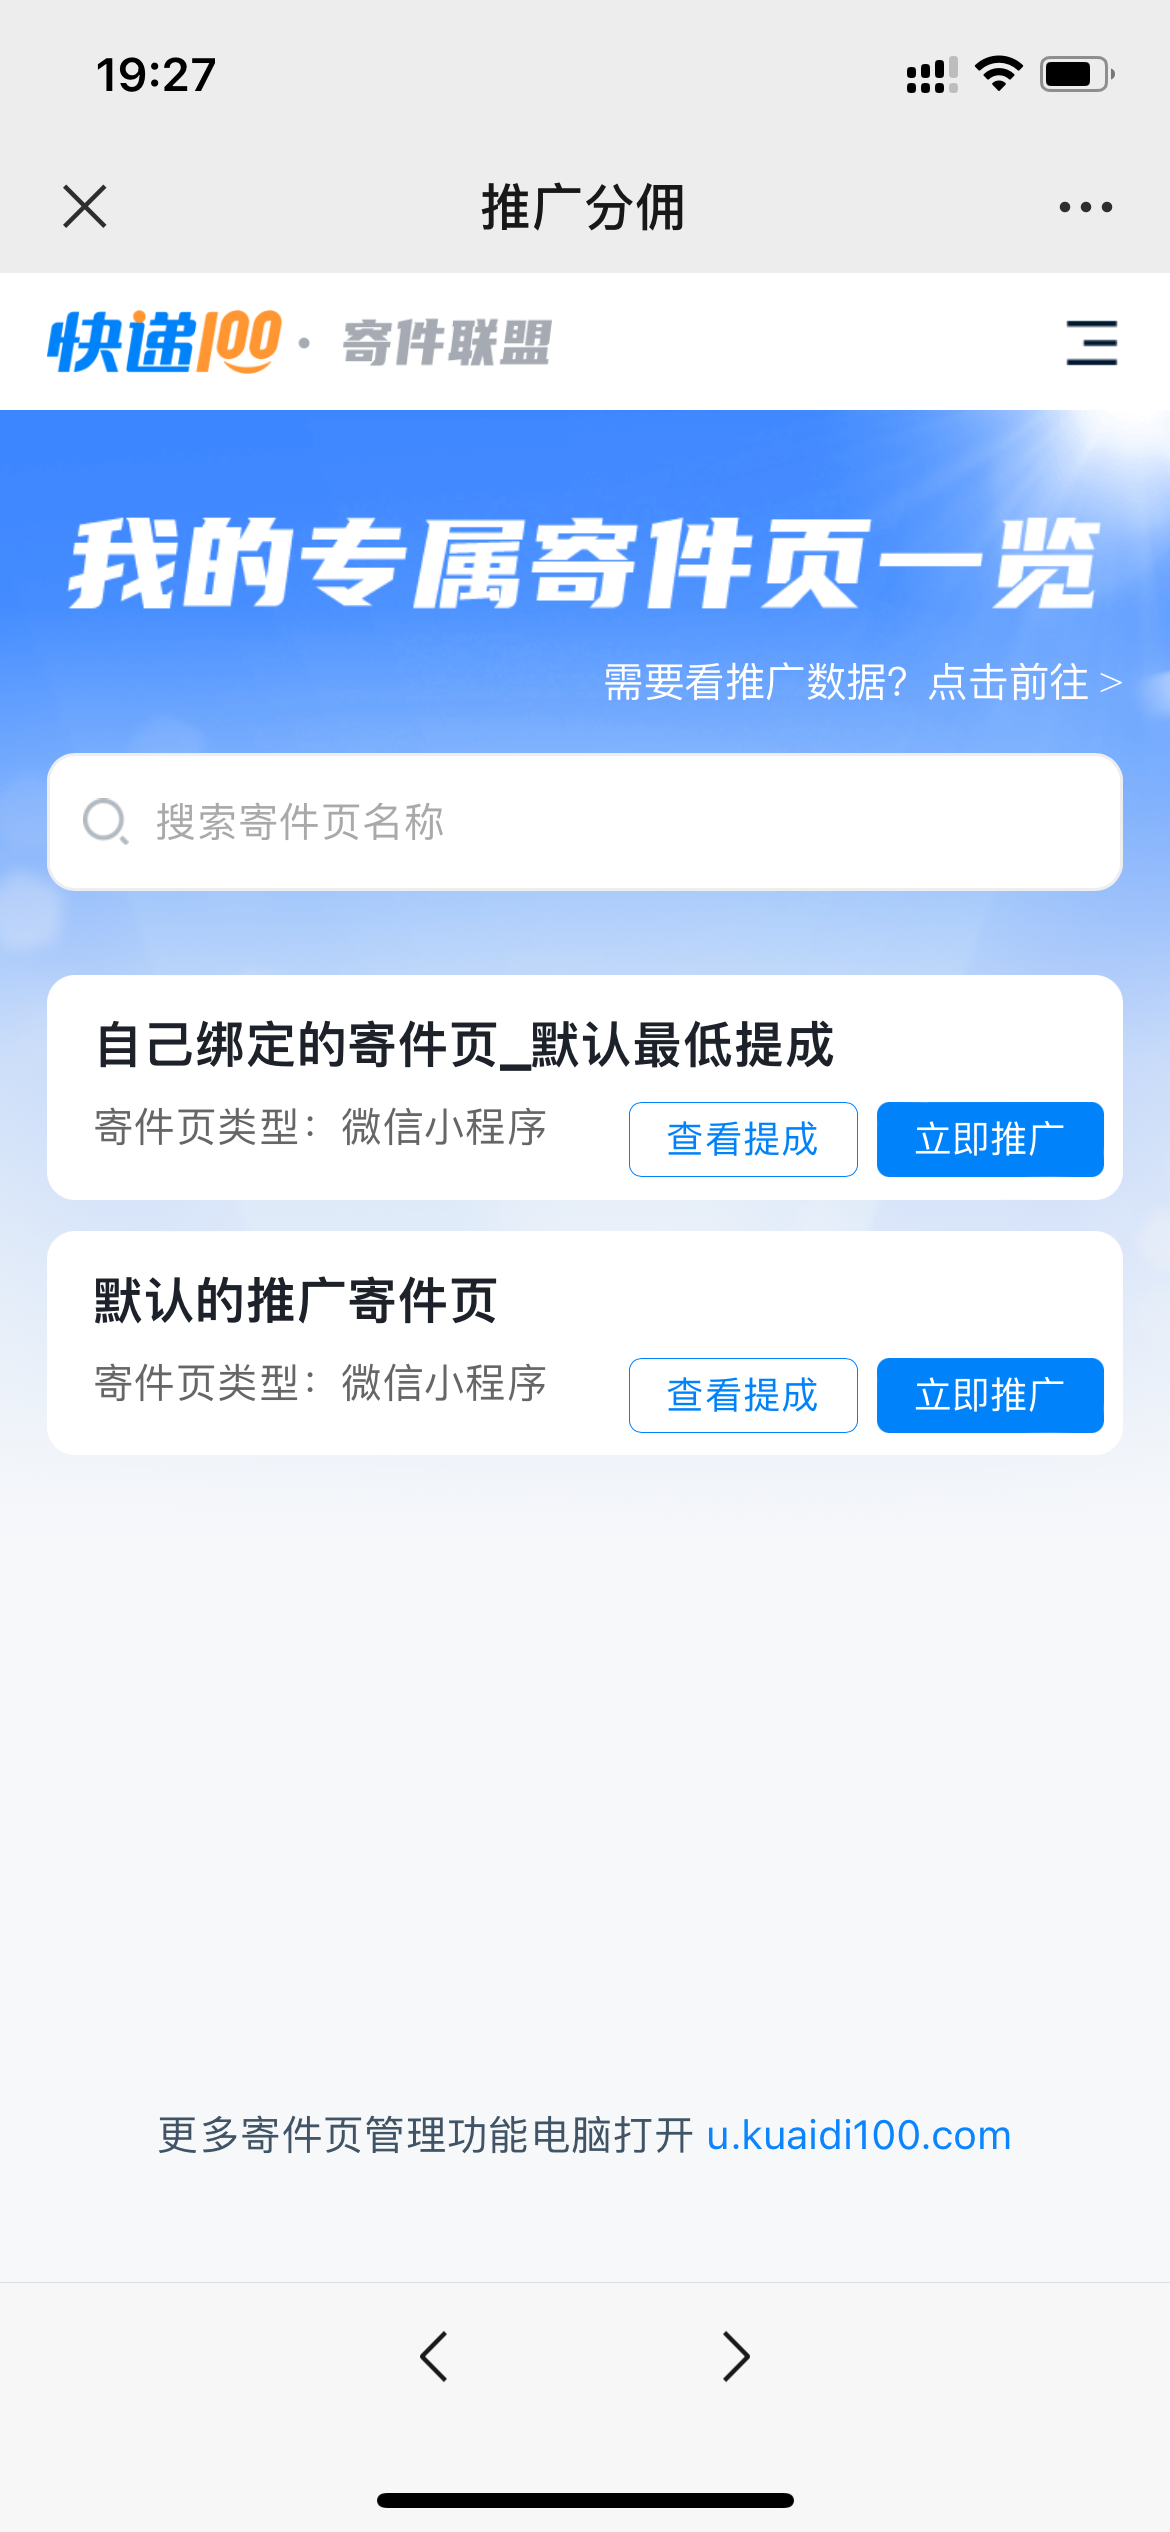 19:27
推广分佣
快递100 · 寄件联盟
我的专属寄件页一览
需要看推广数据？点击前往 >
搜索寄件页名称
自己绑定的寄件页_默认最低提成
寄件页类型：微信小程序
查看提成
立即推广
默认的推广寄件页
寄件页类型：微信小程序
查看提成
立即推广
更多寄件页管理功能电脑打开 u.kuaidi100.com